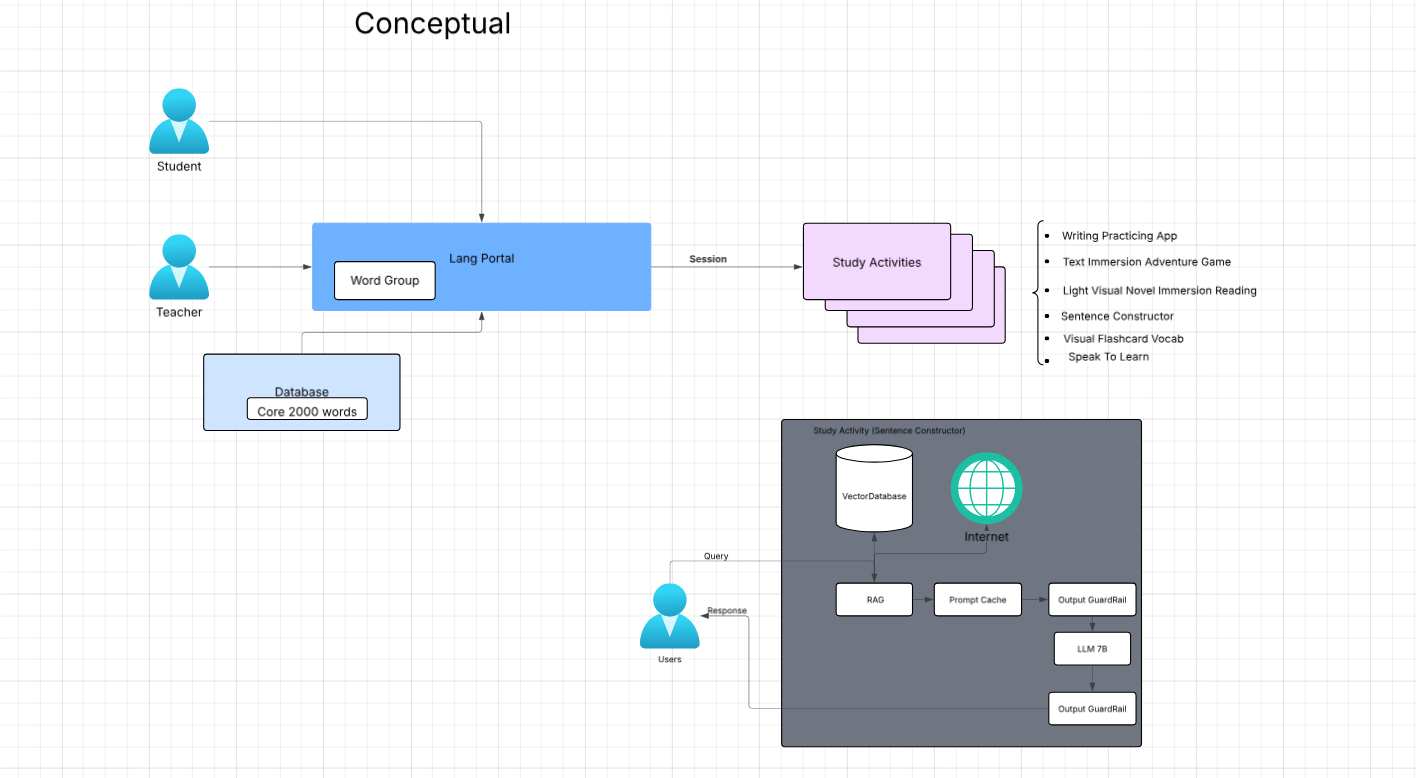 Conceptual
Student
Teacher
Lang Portal
Word Group
Session
Study Activities
Writing Practicing App
Text Immersion Adventure Game
Light Visual Novel Immersion Reading
Sentence Constructor
Visual Flashcard Vocab
Speak To Learn
Database
Core 2000 words
Study Activity (Sentence Constructor)
VectorDatabase
Internet
Query
Response
Users
RAG
Prompt Cache
Output GuardRail
LLM 7B
Output GuardRail